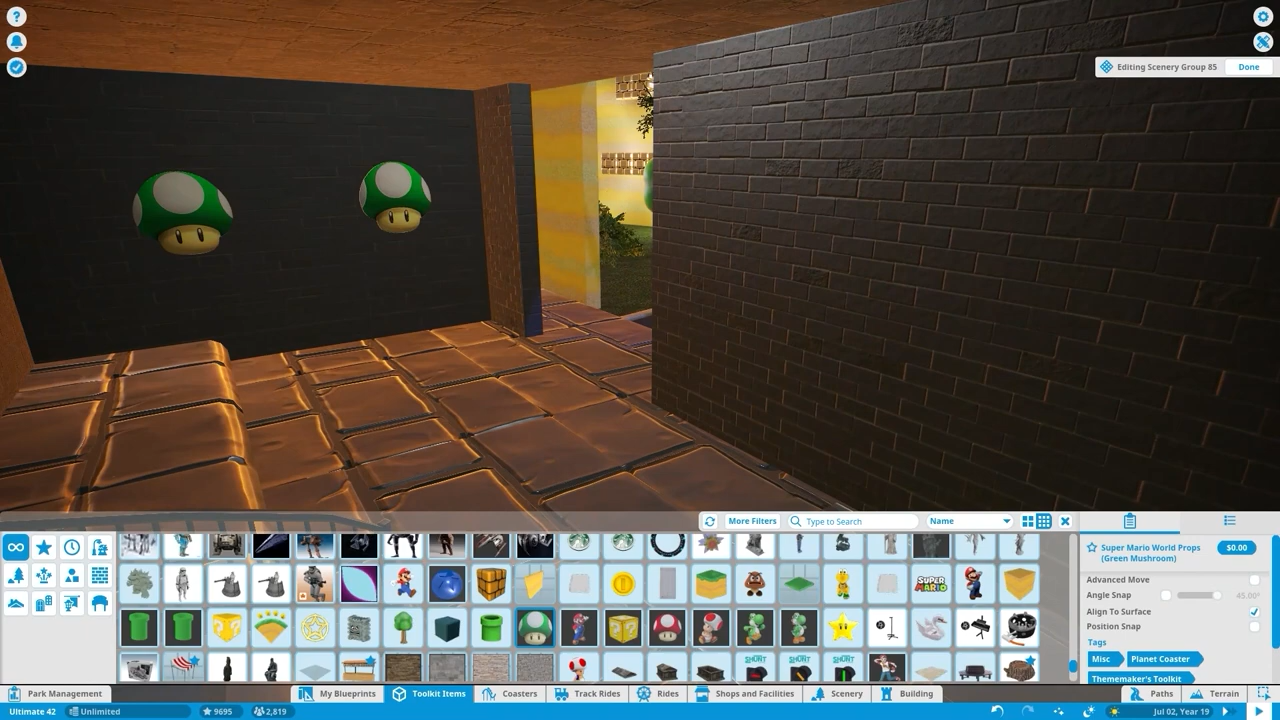 ?
Editing Scenery Group 85
Done
More Filters
Type to Search
Name
Super Mario World Props
(Green Mushroom)
$0.00
Advanced Move
Angle Snap
45.00°
Align To Surface
Position Snap
Tags
Misc
Planet Coaster
Thememaker's Toolkit
SUPER
MARIO
SHUNT
SHUNT
SHUNT
Park Management
My Blueprints
Toolkit Items
Coasters
Track Rides
Rides
Shops and Facilities
Scenery
Building
Paths
Terrain
Ultimate 42
Unlimited
9695
2,819
Jul 02, Year 19